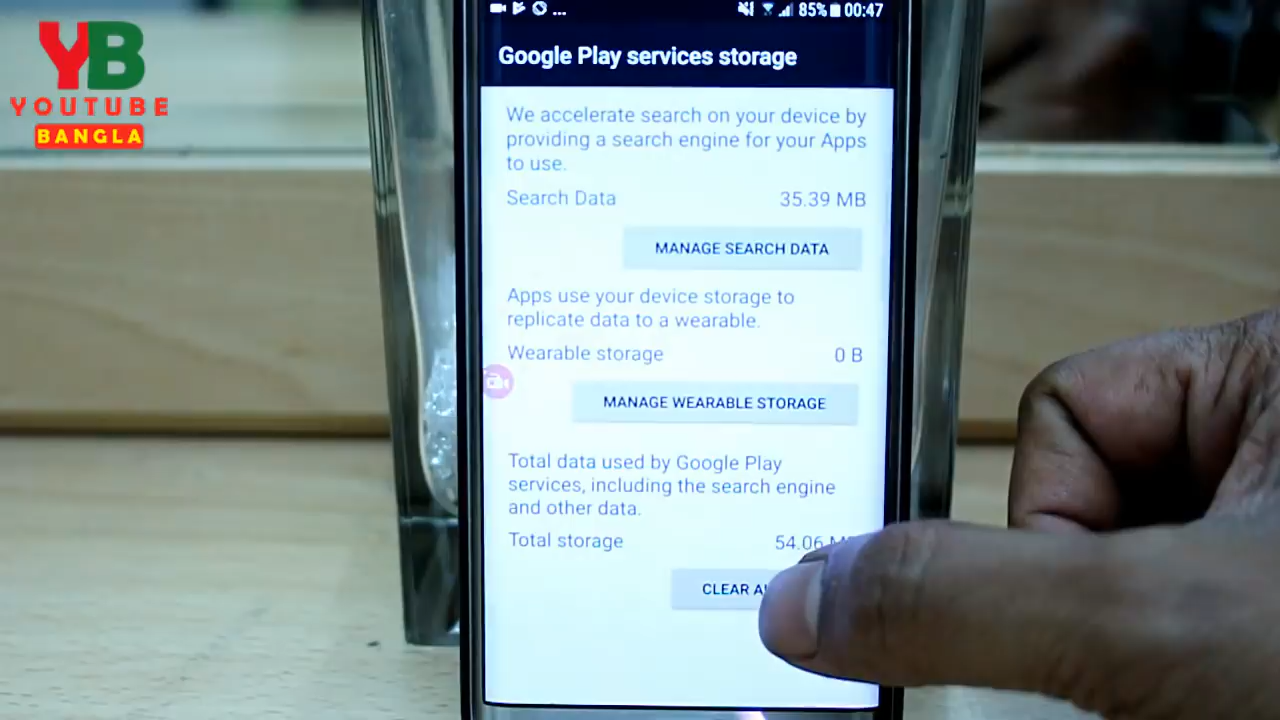 YB
YOUTUBE
BANGLA
... 85% 00:47
Google Play services storage
We accelerate search on your device by
providing a search engine for your Apps
to use.
Search Data 35.39 MB
MANAGE SEARCH DATA
Apps use your device storage to
replicate data to a wearable.
Wearable storage 0 B
MANAGE WEARABLE STORAGE
Total data used by Google Play
services, including the search engine
and other data.
Total storage 54.06
CLEAR